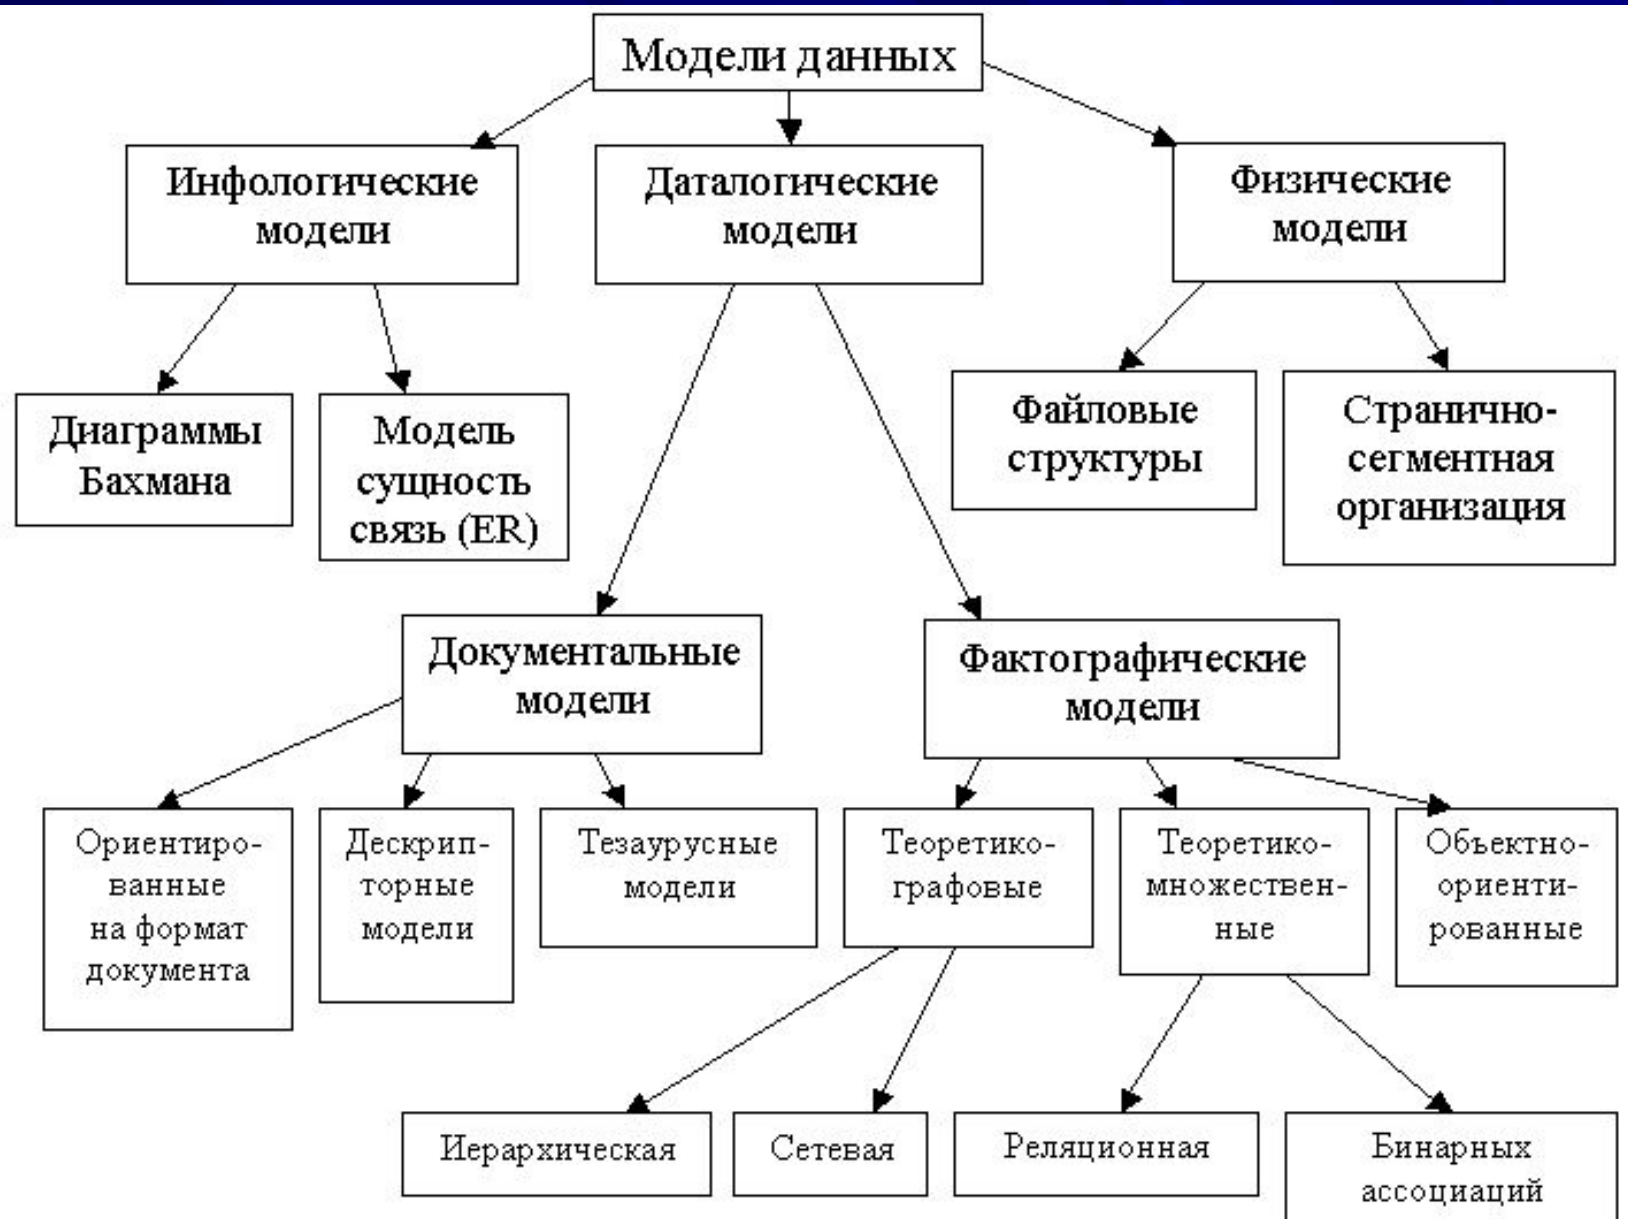 Модели данных
Инфологические
модели
Даталогические
модели
Физические
модели
Диаграммы
Бахмана
Модель
сущность
связь (ER)
Файловые
структуры
Странично-
сегментная
организация
Документальные
модели
Фактографические
модели
Ориентиро-
ванные
на формат
документа
Дескрип-
торные
модели
Тезаурусные
модели
Теоретико-
графовые
Теоретико-
множествен-
ные
Объектно-
ориенти-
рованные
Иерархическая
Сетевая
Реляционная
Бинарных
ассоциаций